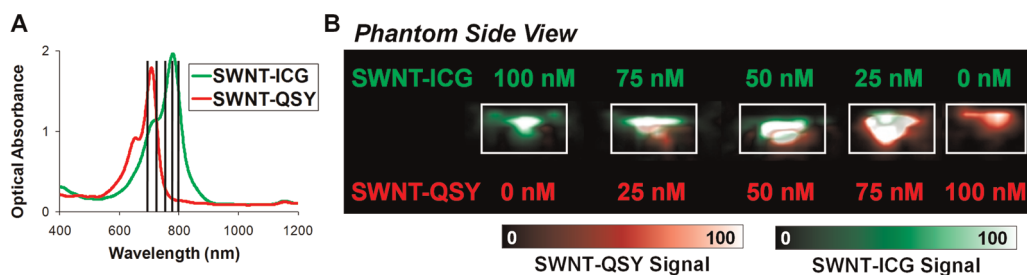 A
2
1
0
400
600
800
1000
1200
Optical Absorbance
Wavelength (nm)
SWNT-ICG
SWNT-QSY
B
Phantom Side View
SWNT-ICG 100 nM 75 nM 50 nM 25 nM 0 nM
SWNT-QSY 0 nM 25 nM 50 nM 75 nM 100 nM
0 100
SWNT-QSY Signal
0 100
SWNT-ICG Signal